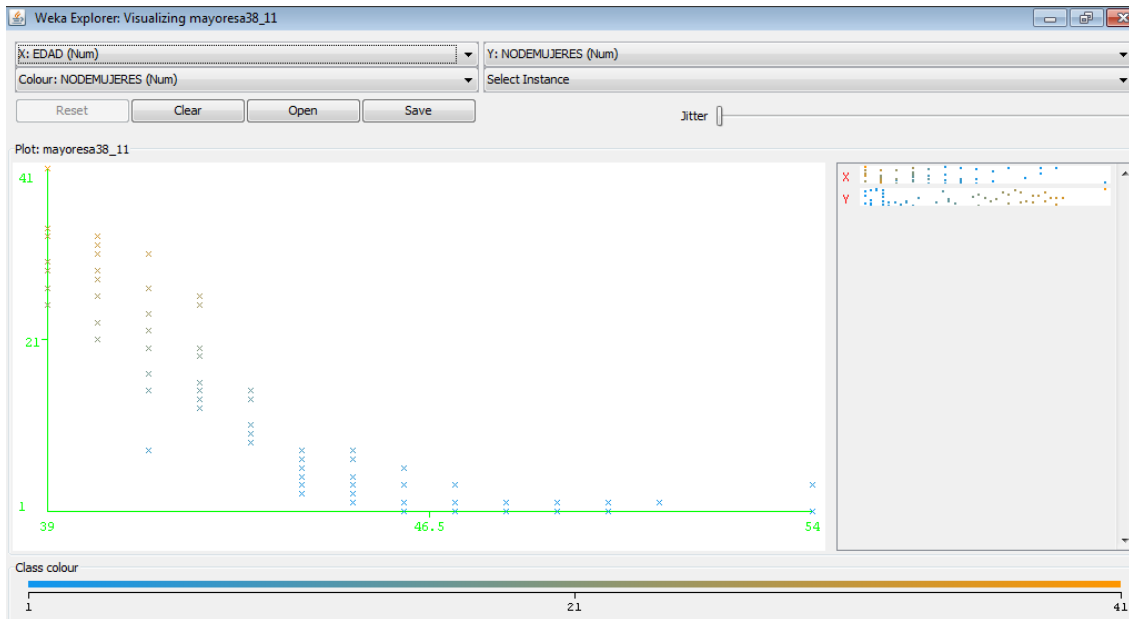 Weka Explorer: Visualizing mayoresa38_11
X: EDAD (Num)
Y: NODEMUJERES (Num)
Colour: NODEMUJERES (Num)
Select Instance
Reset
Clear
Open
Save
Jitter
Plot: mayoresa38_11
41
21
1
39
46.5
54
X
Y
Class colour
1
21
41